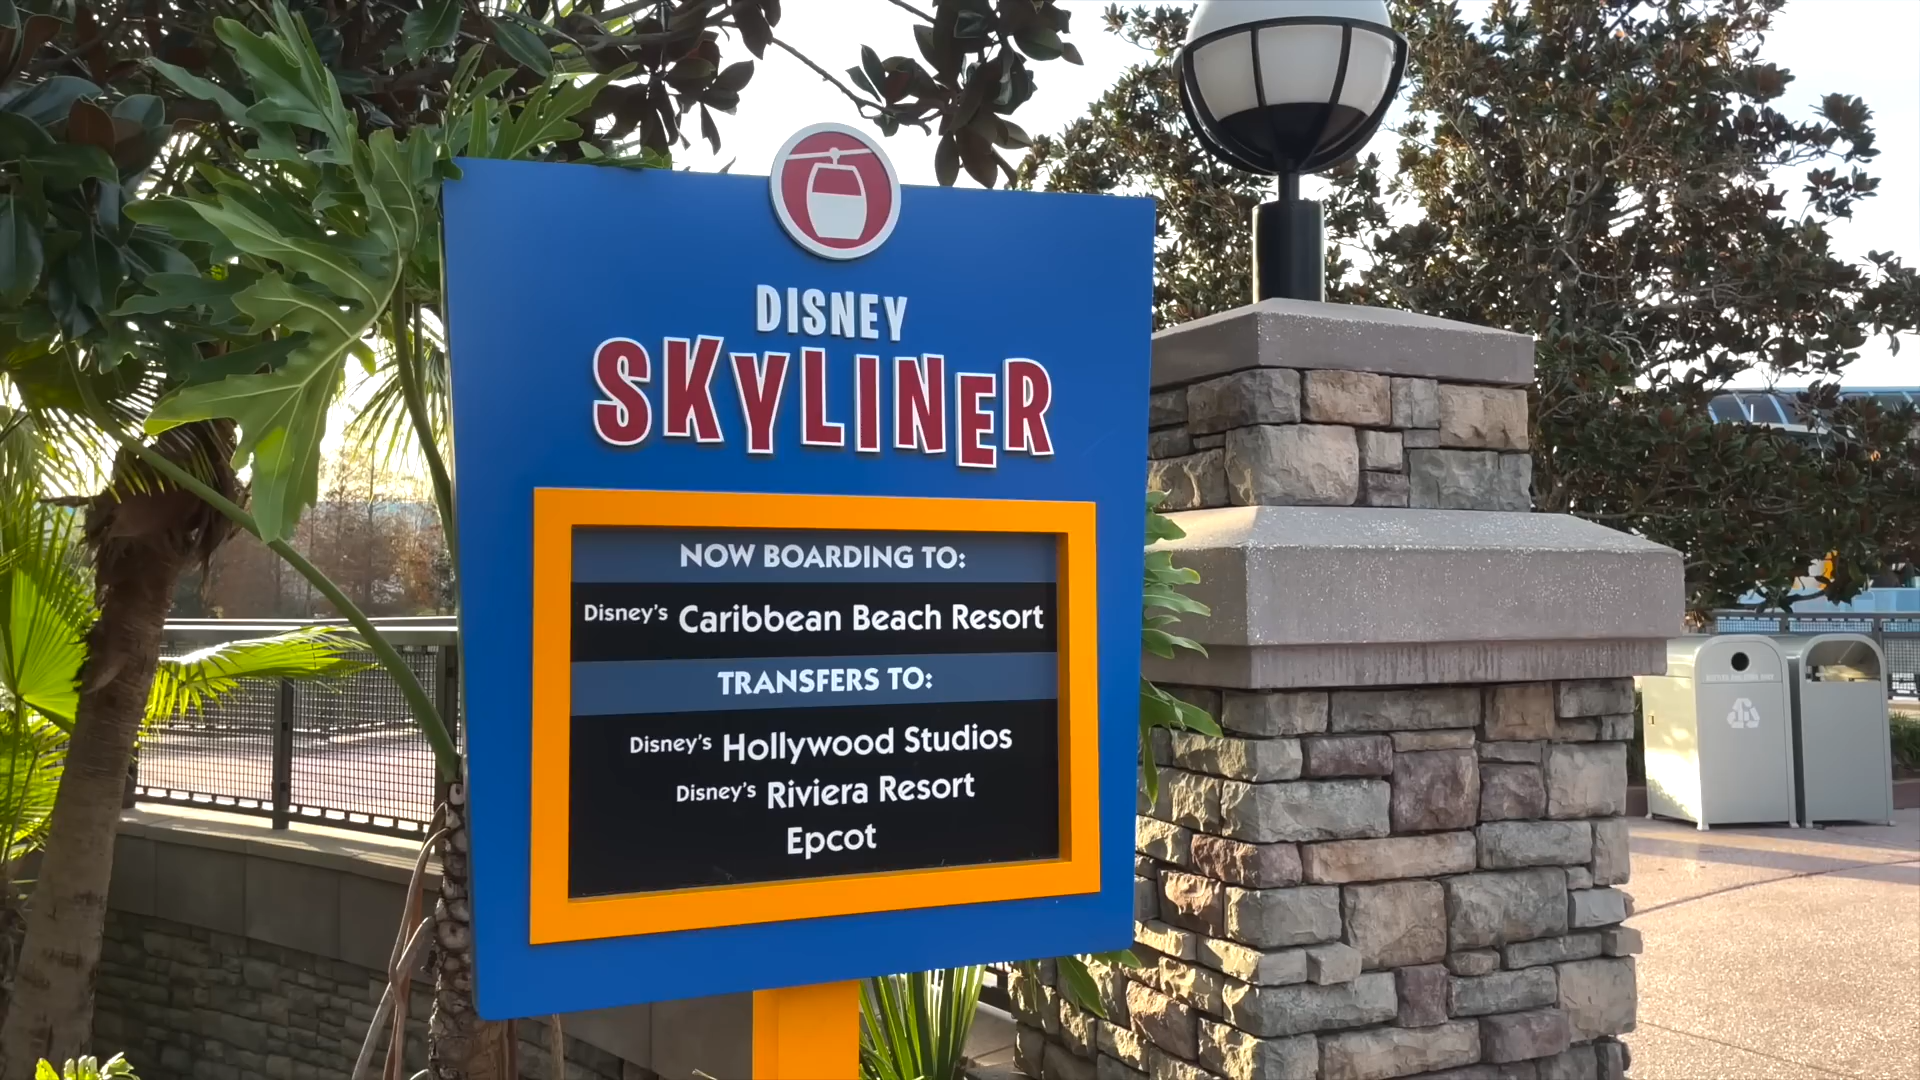 DISNEY
SKYLINER
NOW BOARDING TO:
Disney's Caribbean Beach Resort
TRANSFERS TO:
Disney's Hollywood Studios
Disney's Riviera Resort
Epcot